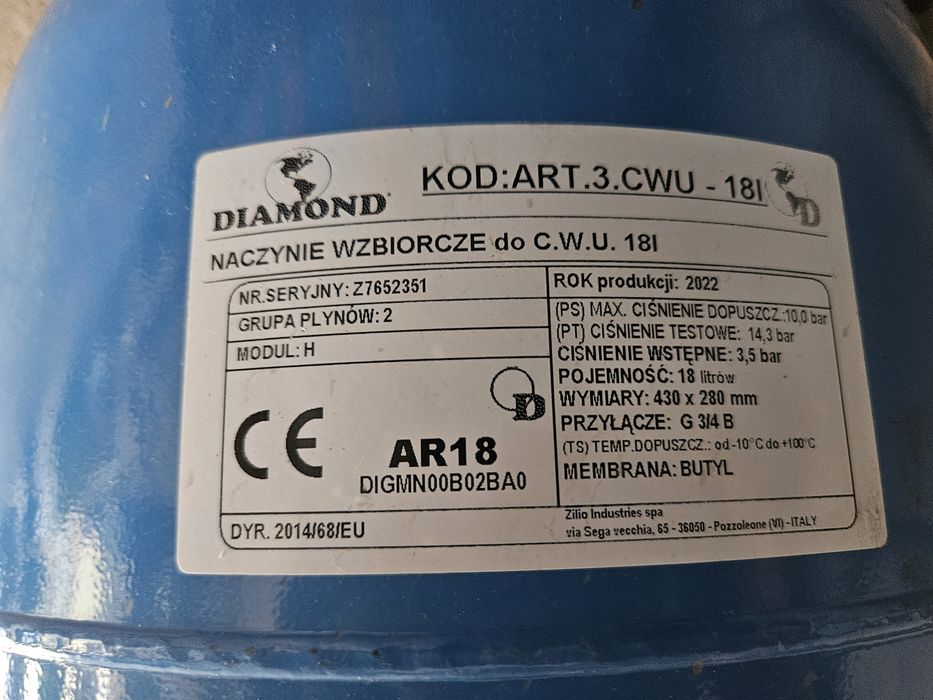 DIAMOND
KOD:ART.3.CWU - 18l
D
NACZYNIE WZBIORCZE do C.W.U. 18l
NR.SERYJNY: Z7652351
GRUPA PLYNÓW: 2
MODUL: H
D
CE
AR18
DIGMN00B02BA0
DYR. 2014/68/EU
ROK produkcji: 2022
(PS) MAX. CIŚNIENIE DOPUSZCZ.:10,0 bar
(PT) CIŚNIENIE TESTOWE: 14,3 bar
CIŚNIENIE WSTĘPNE: 3,5 bar
POJEMNOŚĆ: 18 litrów
WYMIARY: 430 x 280 mm
PRZYŁĄCZE: G 3/4 B
(TS) TEMP.DOPUSZCZ.: od -10°C do +100°C
MEMBRANA: BUTYL
Zilio Industries spa
via Sega vecchia, 65 - 36050 - Pozzoleone (VI) - ITALY